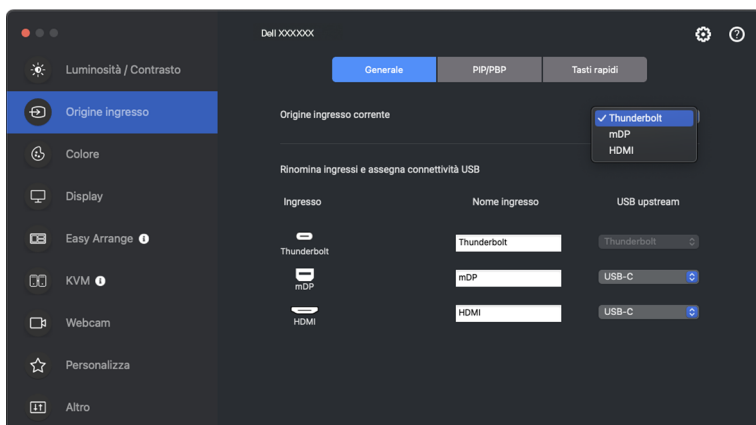 Dell XXXXXX
Luminosità / Contrasto
Origine ingresso
Colore
Display
Easy Arrange
KVM
Webcam
Personalizza
Altro
Generale
PIP/PBP
Tasti rapidi
Origine ingresso corrente
Thunderbolt
mDP
HDMI
Rinomina ingressi e assegna connettività USB
Ingresso
Nome ingresso
USB upstream
Thunderbolt
Thunderbolt
Thunderbolt
mDP
mDP
USB-C
HDMI
HDMI
USB-C